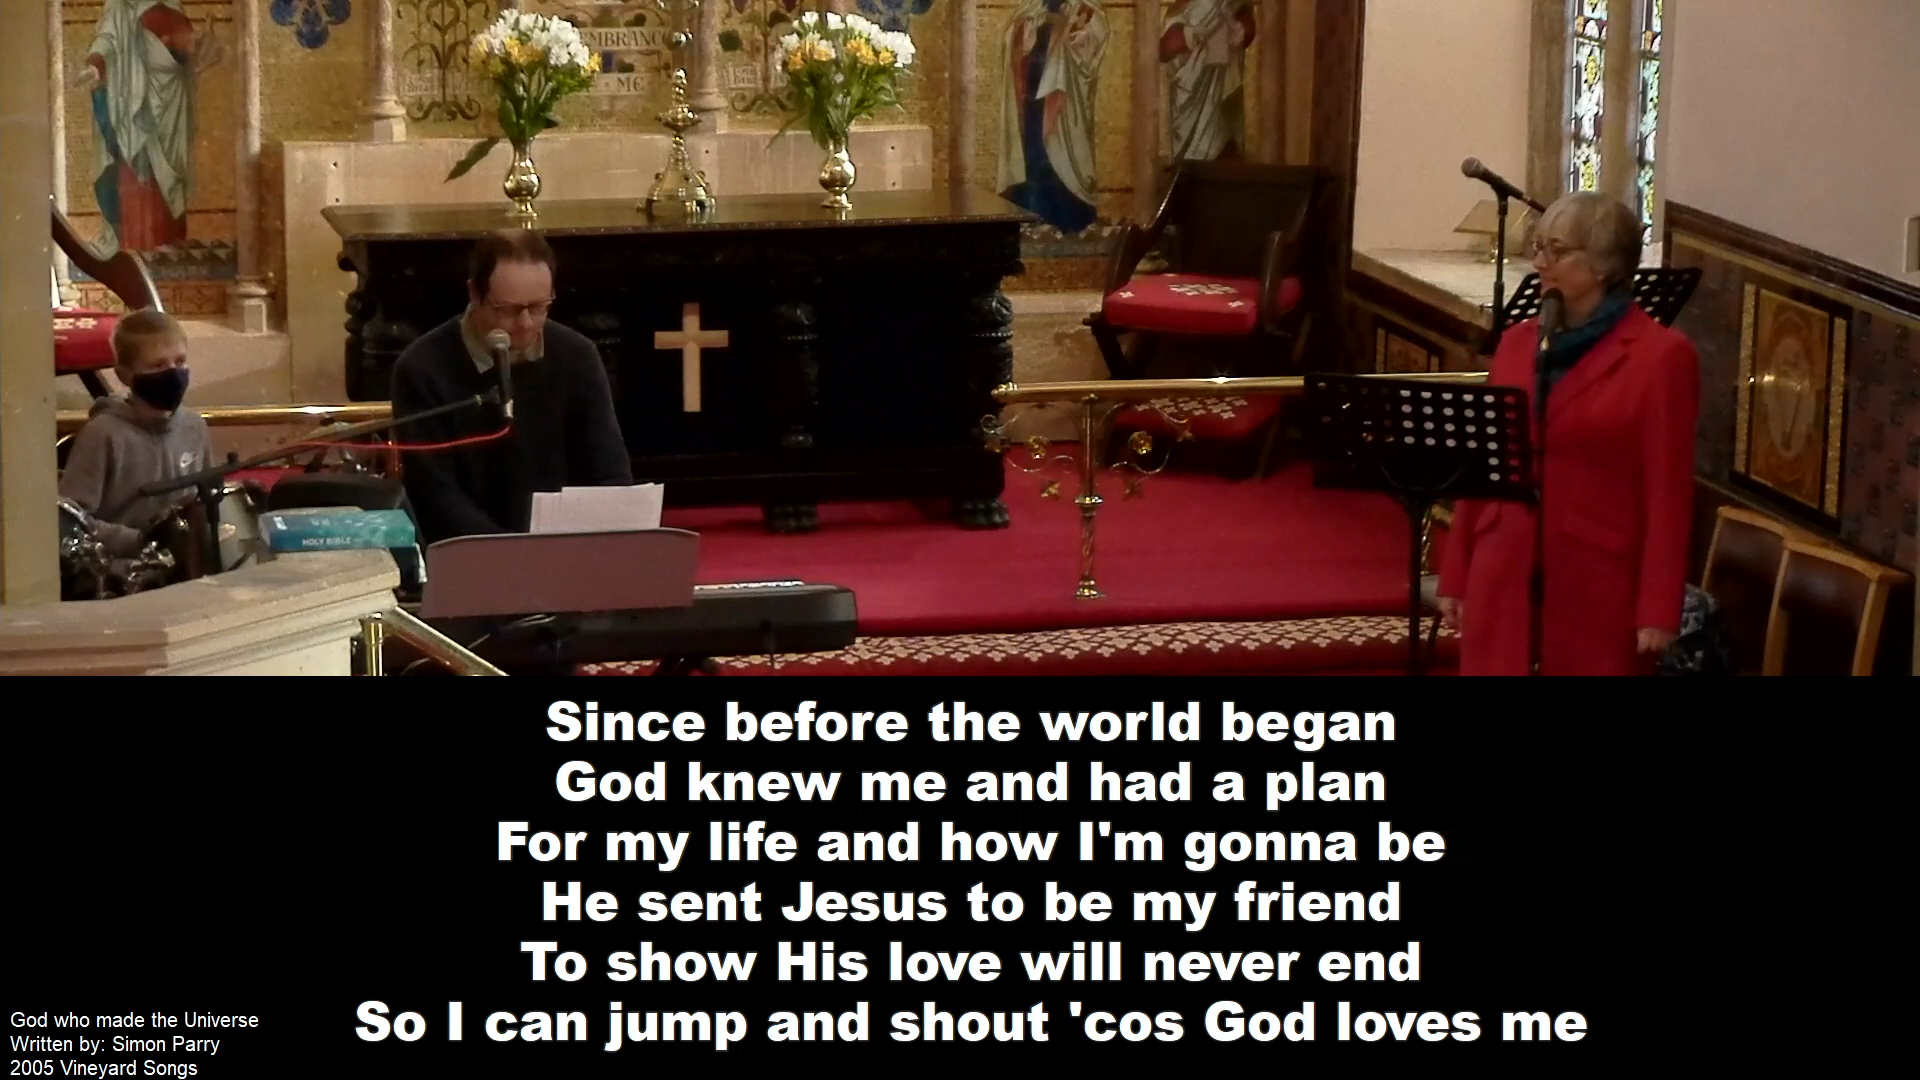 EMBRANC
ME
HOLY BIBLE
Since before the world began
God knew me and had a plan
For my life and how I'm gonna be
He sent Jesus to be my friend
To show His love will never end
So I can jump and shout 'cos God loves me
God who made the Universe
Written by: Simon Parry
2005 Vineyard Songs